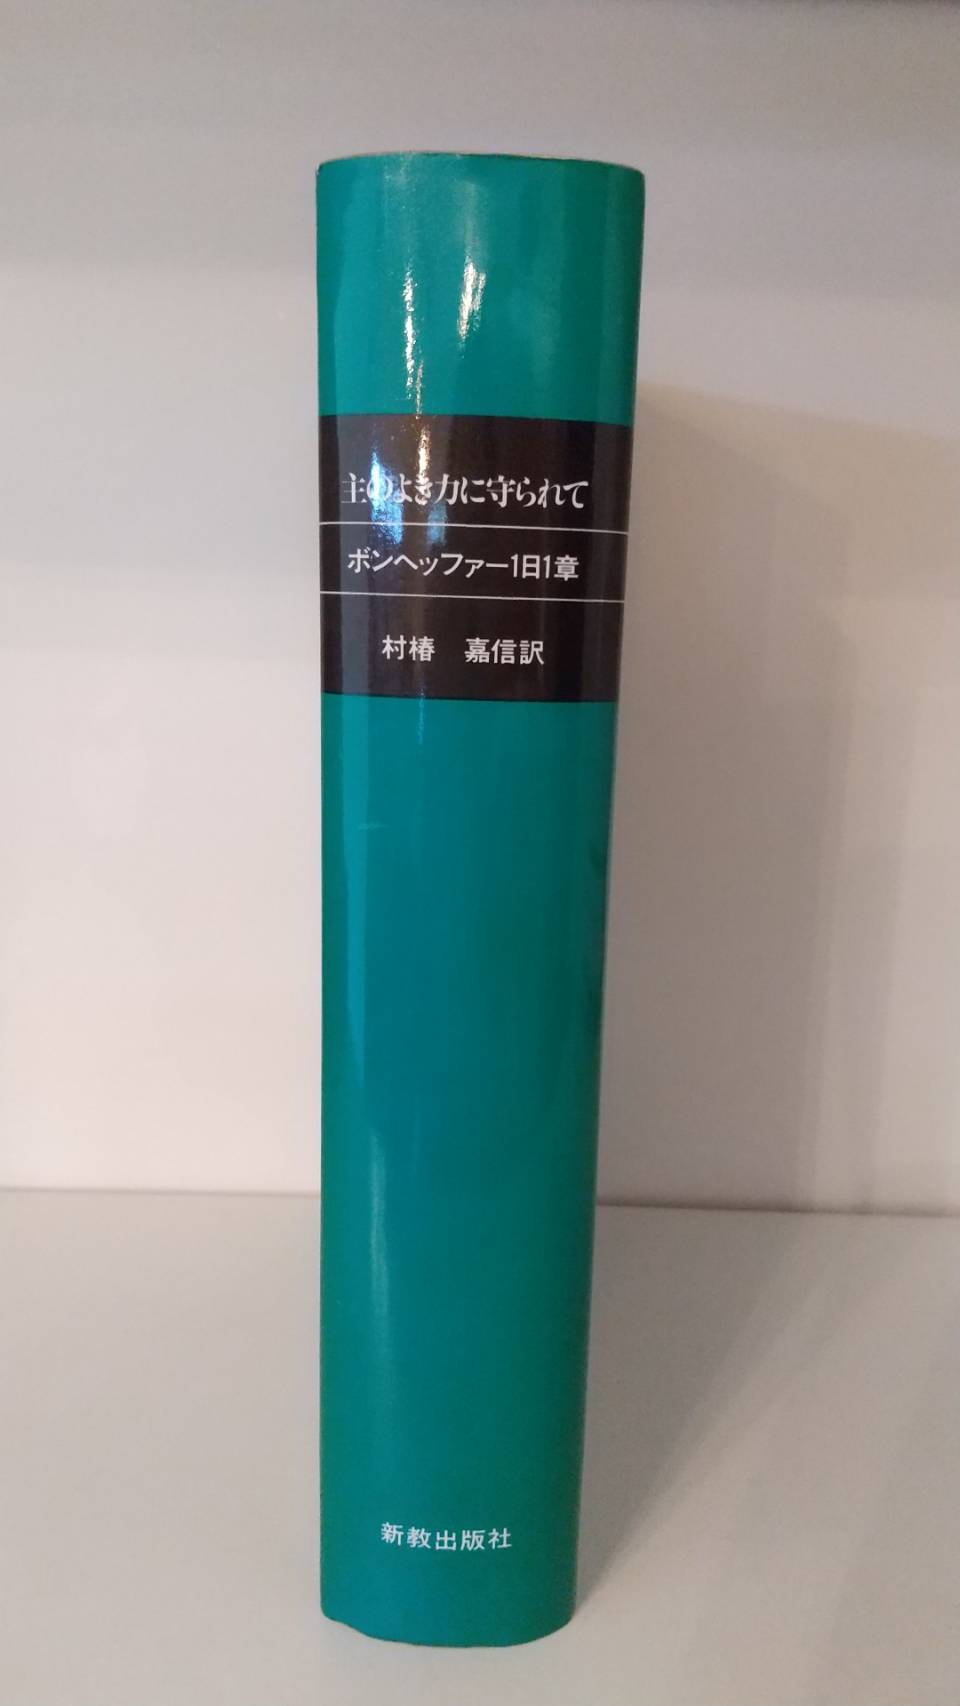 主のよき力に守られて
ボンヘッファー1日1章
村椿　嘉信訳
新教出版社